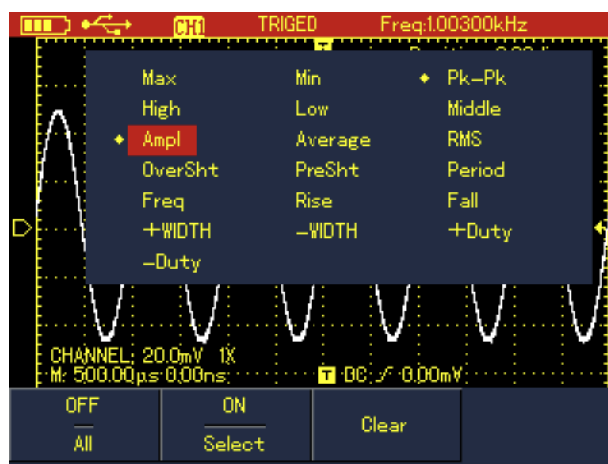 CH1 TRIGED Freq:1.00300kHz
T
Max Min ◆ Pk-Pk
High Low Middle
◆ Ampl Average RMS
OverSht PreSht Period
Freq Rise Fall
+WIDTH -WIDTH +Duty
-Duty
CHANNEL: 20.0mV 1X
M: 500.00µs 0.00ns T DC 0.00mV
OFF ON
All Select Clear